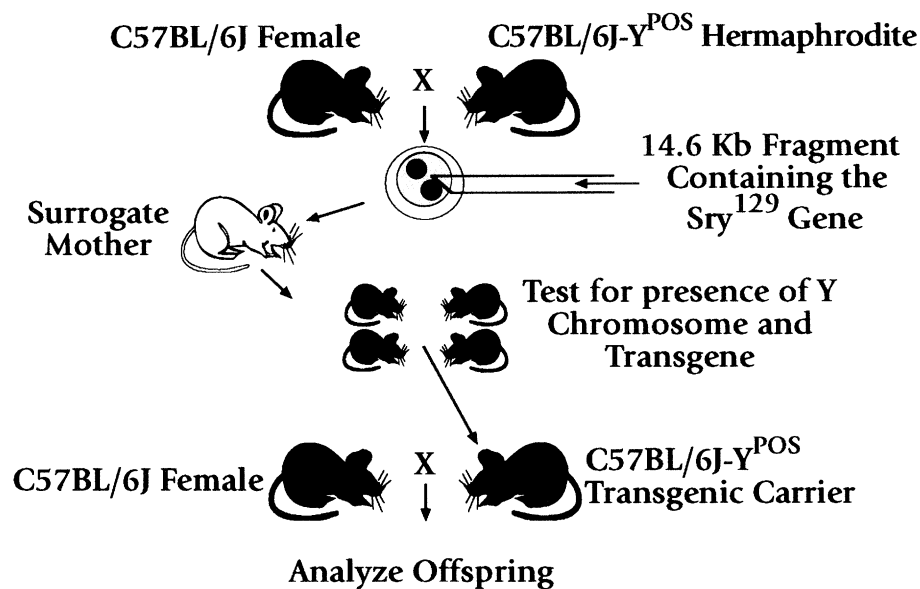 C57BL/6J Female
C57BL/6J-Y^POS Hermaphrodite
X
14.6 Kb Fragment
Containing the
Sry^129 Gene
Surrogate
Mother
Test for presence of Y
Chromosome and
Transgene
C57BL/6J Female
X
C57BL/6J-Y^POS
Transgenic Carrier
Analyze Offspring